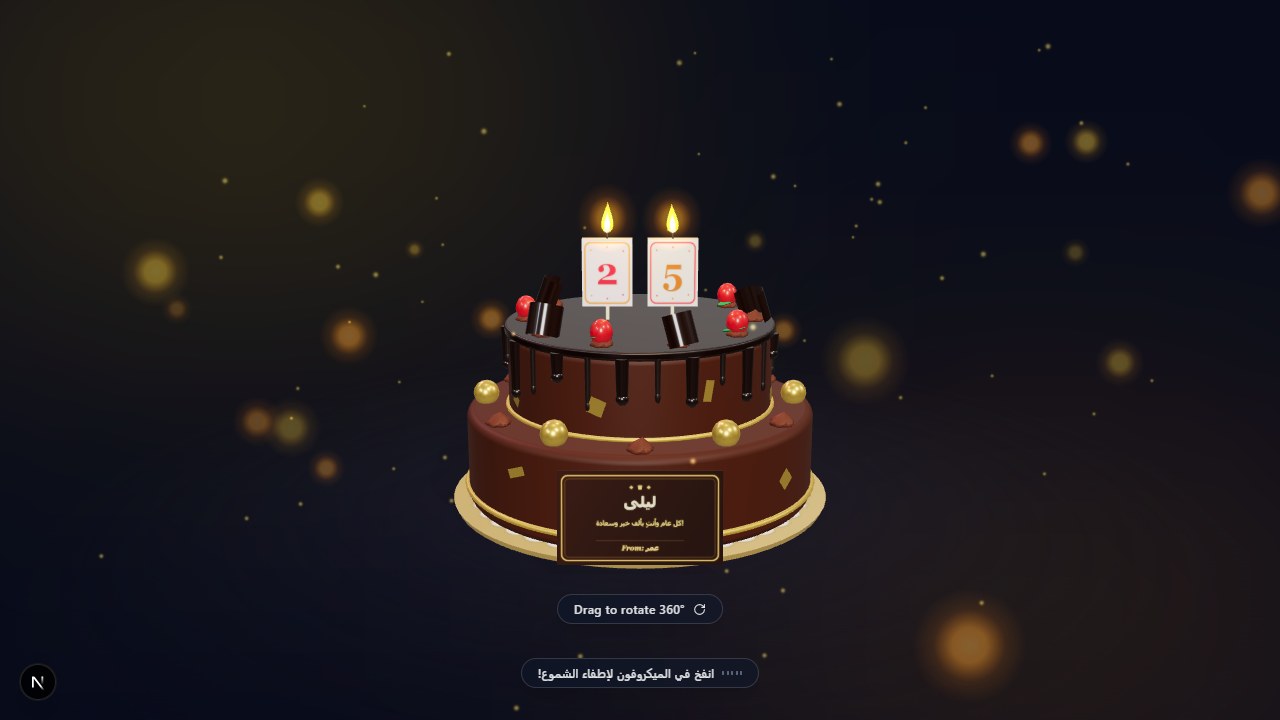 2 5
ليلى
كل عام وأنتِ بألف خير وسعادة!
From: عمر
Drag to rotate 360°
انفخ في الميكروفون لإطفاء الشموع!
N